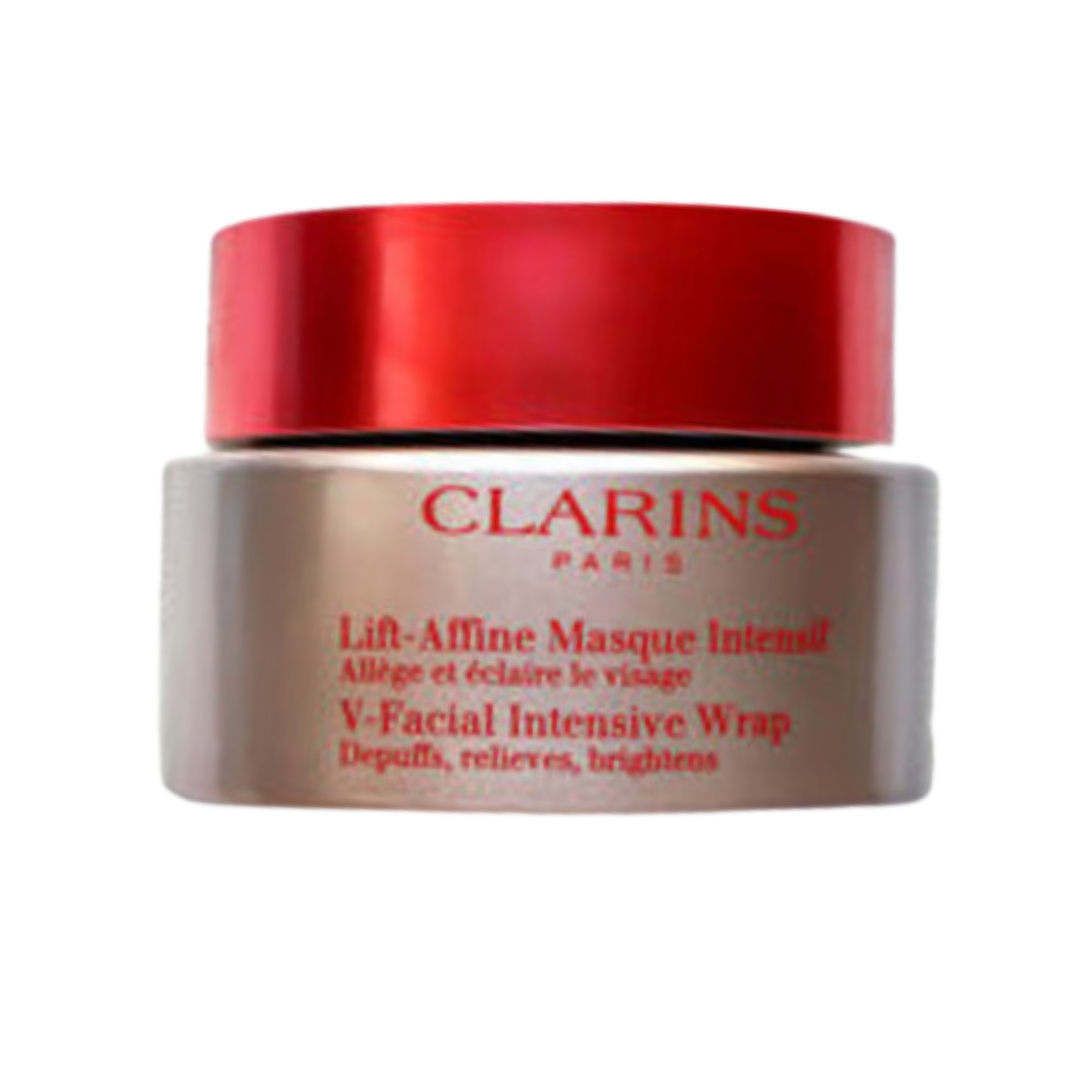 CLARINS
PARIS
Lift-Affine Masque Intensif
Allège et éclaire le visage
V-Facial Intensive Wrap
Depuffs, relieves, brightens